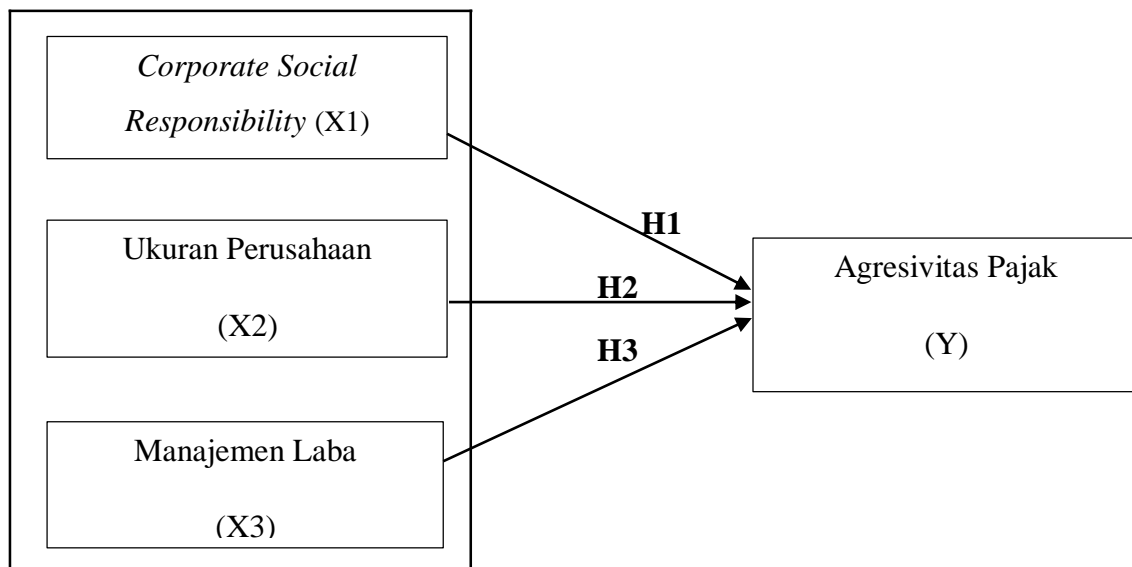 Corporate Social
Responsibility (X1)
H1
Ukuran Perusahaan
(X2)
H2
Agresivitas Pajak
(Y)
H3
Manajemen Laba
(X3)